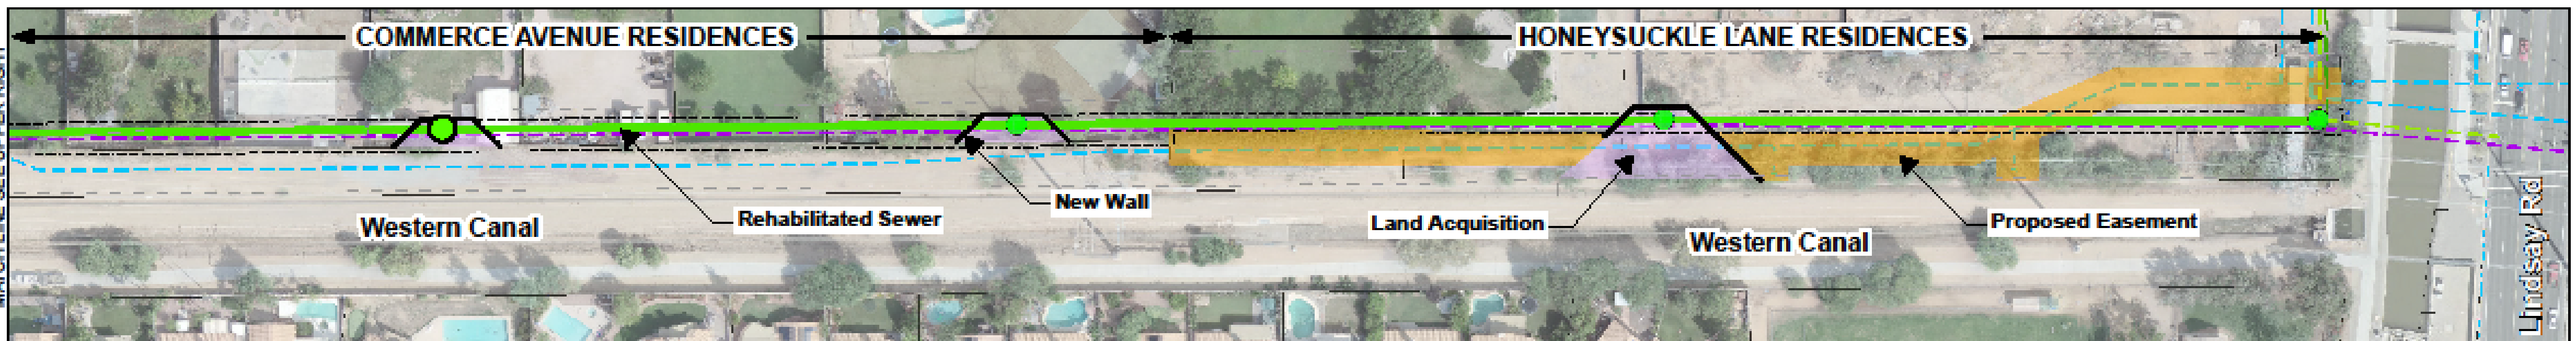 COMMERCE AVENUE RESIDENCES
HONEYSUCKLE LANE RESIDENCES
New Wall
Rehabilitated Sewer
Land Acquisition
Proposed Easement
Western Canal
Western Canal
Lindsay Rd